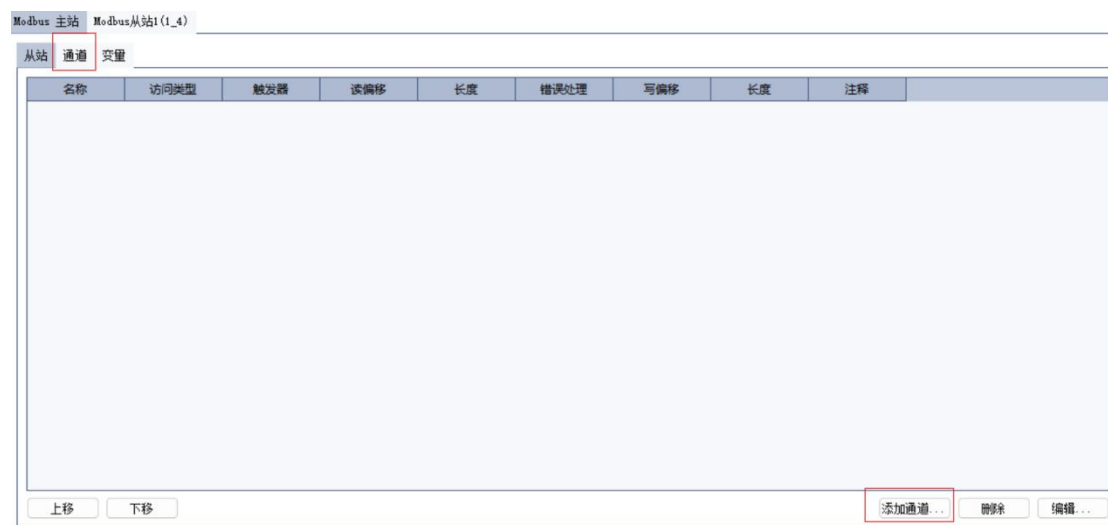 Modbus 主站 Modbus从站1(1_4)
从站 通道 变量
名称 访问类型 触发器 读偏移 长度 错误处理 写偏移 长度 注释
上移 下移 添加通道... 删除 编辑...